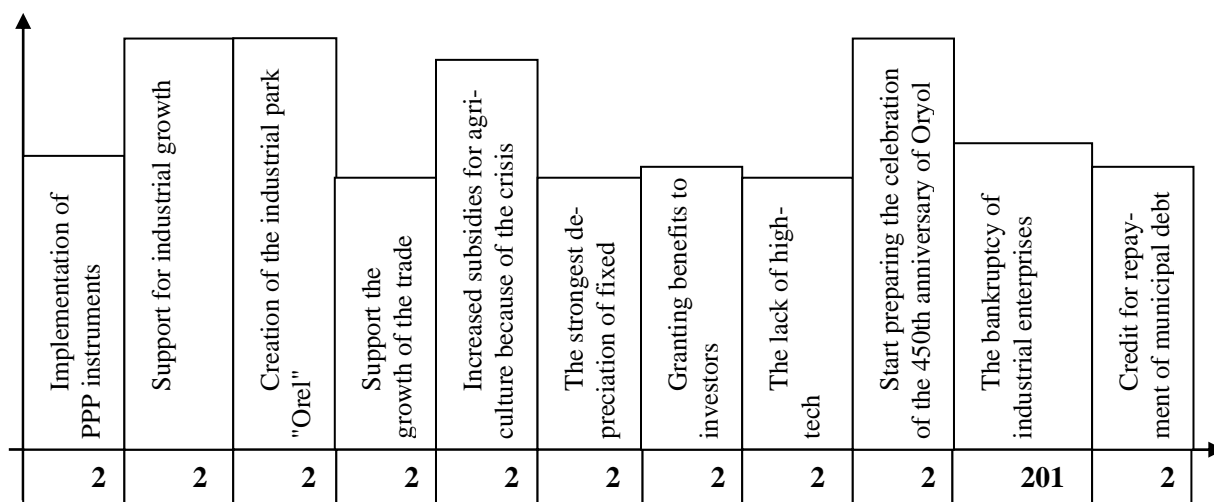 Implementation of
PPP instruments
Support for industrial growth
Creation of the industrial park
"Orel"
Support the
growth of the trade
Increased subsidies for agri-
culture because of the crisis
The strongest de-
preciation of fixed
Granting benefits to
investors
The lack of high-
tech
Start preparing the celebration
of the 450th anniversary of Oryol
The bankruptcy of
industrial enterprises
Credit for repay-
ment of municipal debt
2 2 2 2 2 2 2 2 2 201 2